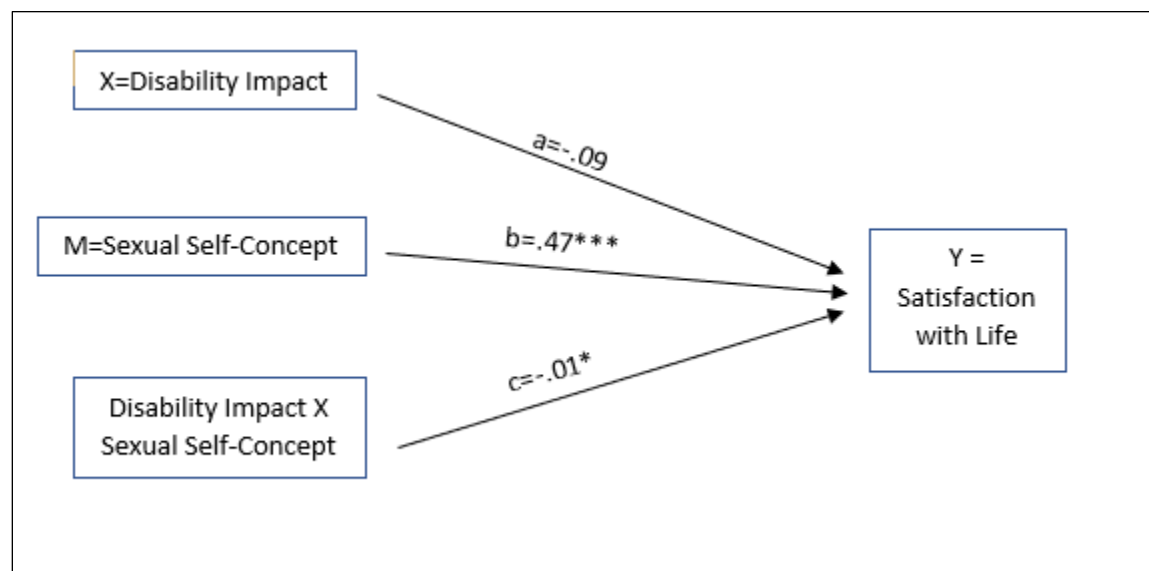 X=Disability Impact
a=-.09
M=Sexual Self-Concept
b=.47***
Y =
Satisfaction
with Life
c=-.01*
Disability Impact X
Sexual Self-Concept